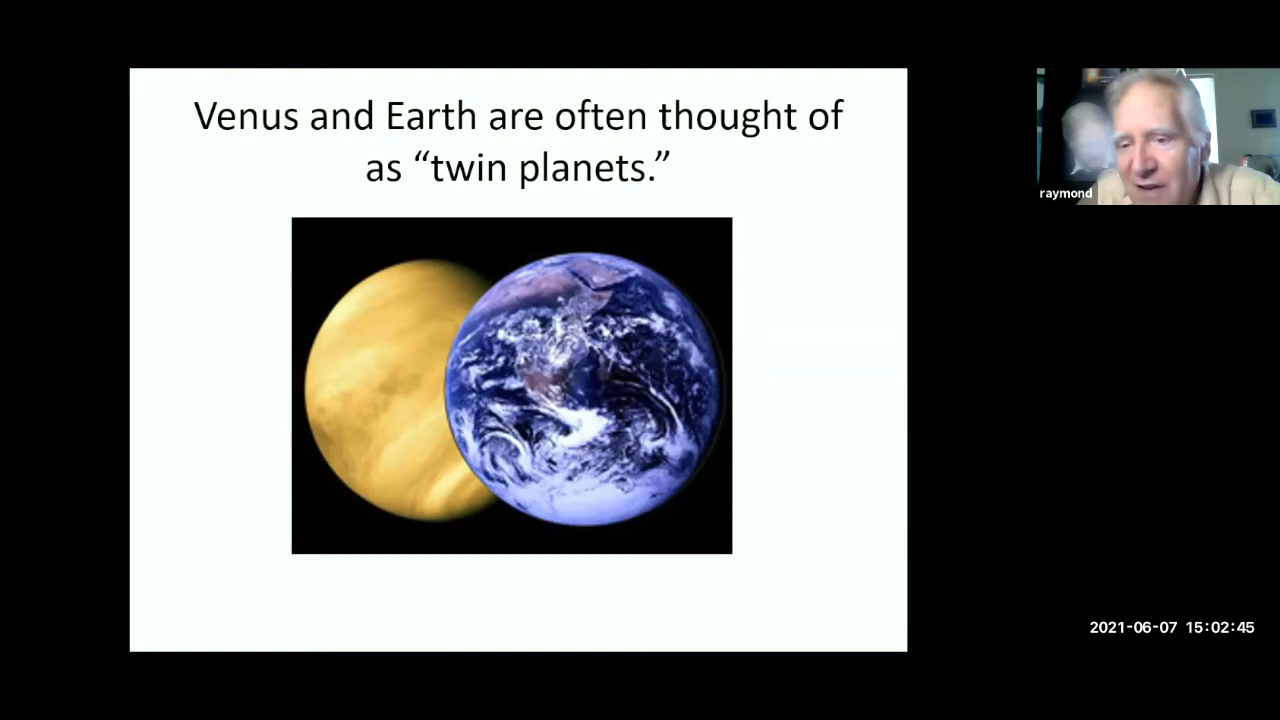 Venus and Earth are often thought of
as “twin planets.”
raymond
2021-06-07 15:02:45